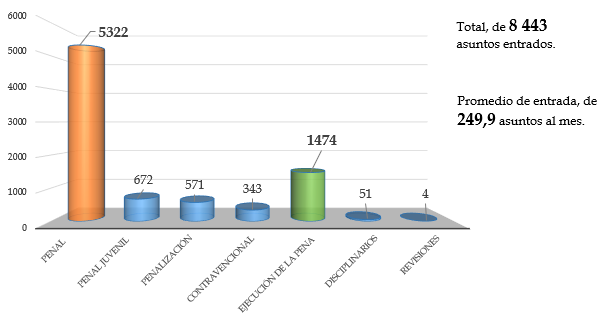 6000
5000
4000
3000
2000
1000
0
5322
672
571
343
1474
51
4
PENAL
PENAL JUVENIL
PENALIZACIÓN
CONTRAVENCIONAL
EJECUCIÓN DE LA PENA
DISCIPLINARIOS
REVISIONES
Total, de 8 443
asuntos entrados.
Promedio de entrada, de
249,9 asuntos al mes.